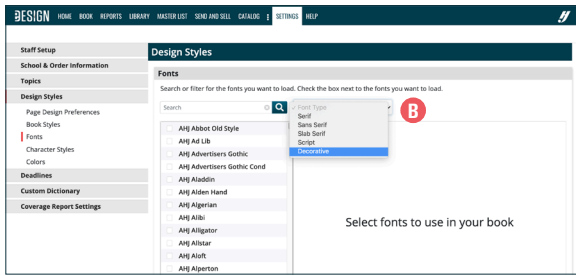 DESIGN HOME BOOK REPORTS LIBRARY MASTER LIST SEND AND SELL CATALOG SETTINGS HELP
Staff Setup
School & Order Information
Topics
Design Styles
Page Design Preferences
Book Styles
Fonts
Character Styles
Colors
Deadlines
Custom Dictionary
Coverage Report Settings
Design Styles
Fonts
Search or filter for the fonts you want to load. Check the box next to the fonts you want to load.
Search
✓ Font Type
Serif
Sans Serif
Slab Serif
Script
Decorative
B
AHJ Abbot Old Style
AHJ Ad Lib
AHJ Advertisers Gothic
AHJ Advertisers Gothic Cond
AHJ Aladdin
AHJ Alden Hand
AHJ Algerian
AHJ Alibi
AHJ Alligator
AHJ Allstar
AHJ Aloft
AHJ Alperton
Select fonts to use in your book